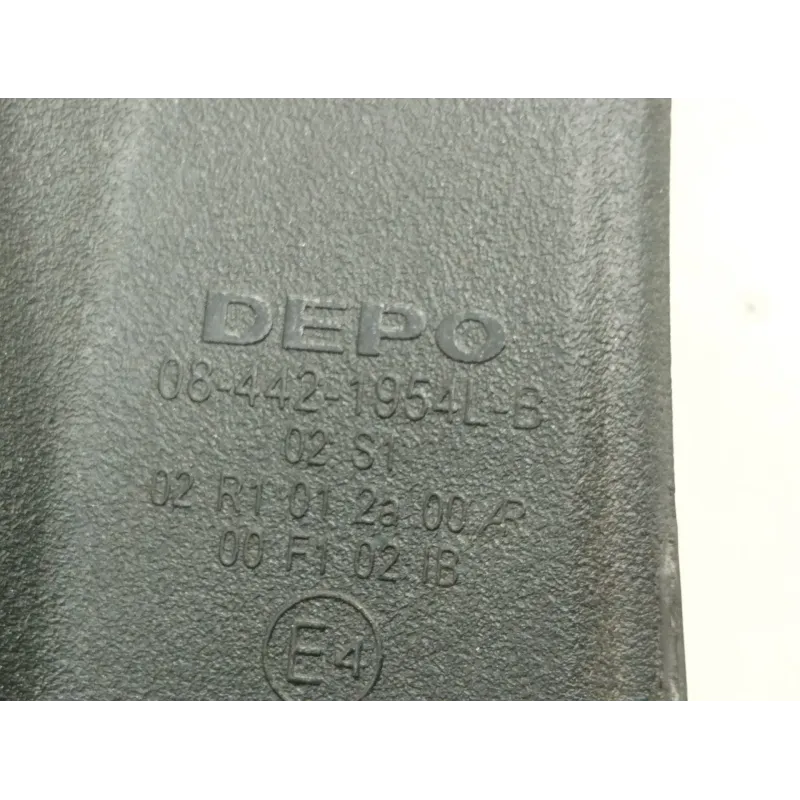 DEPO
08-442-1954L-B
02 S1
02 R1 01 2a 00/R
00 F1 02 IB
E4